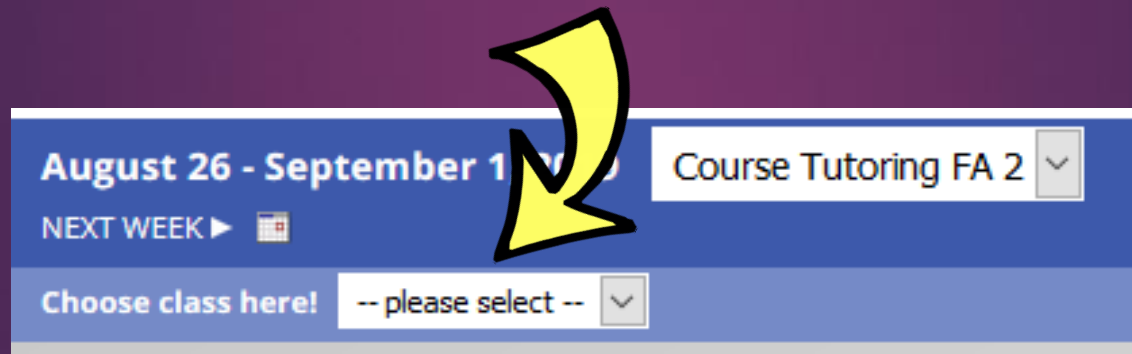 August 26 - September 1, Course Tutoring FA 2
NEXT WEEK ▶
Choose class here! -- please select --